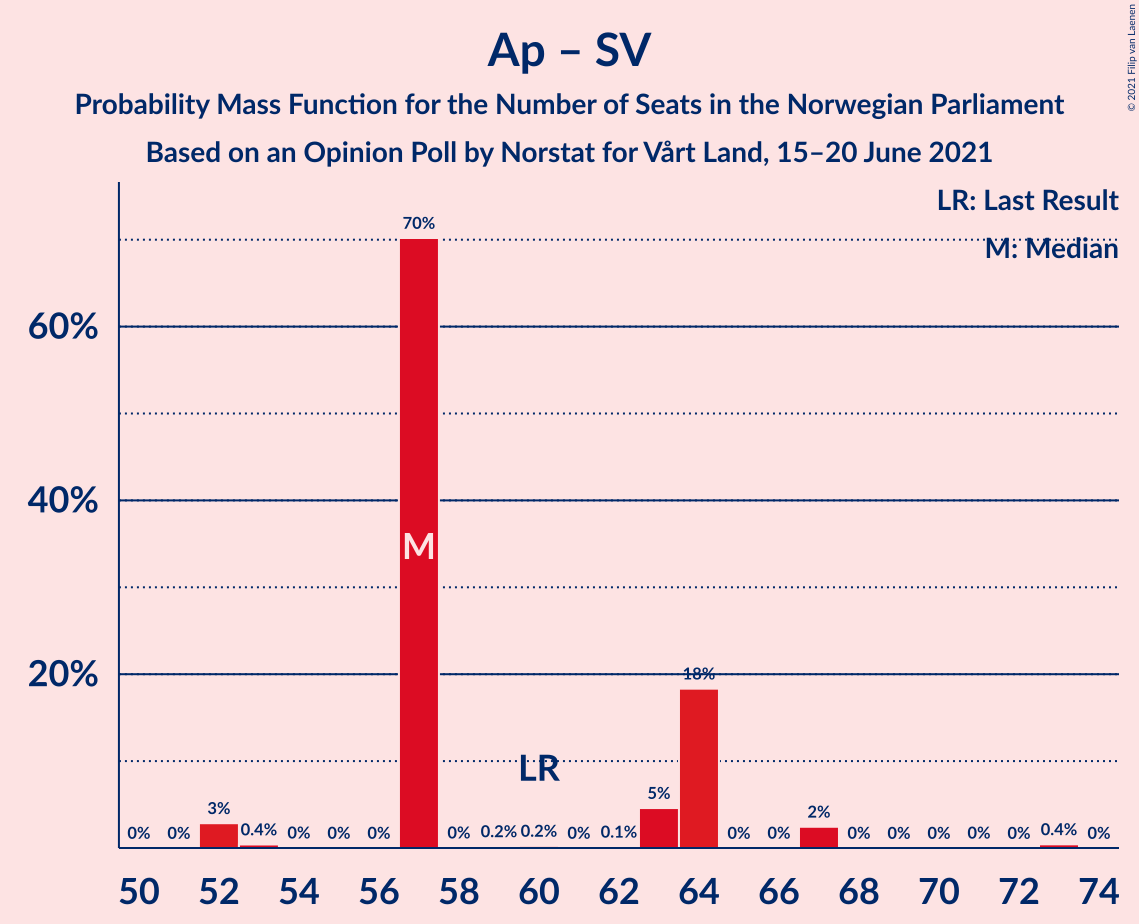 Ap – SV
Probability Mass Function for the Number of Seats in the Norwegian Parliament
Based on an Opinion Poll by Norstat for Vårt Land, 15–20 June 2021
© 2021 Filip van Laenen
LR: Last Result
M: Median
60%
40%
20%
0% 0% 3% 0.4% 0% 0% 0% 70% 0% 0.2% 0.2% 0% 0.1% 5% 18% 0% 0% 2% 0% 0% 0% 0% 0% 0.4% 0%
M
LR
50 52 54 56 58 60 62 64 66 68 70 72 74